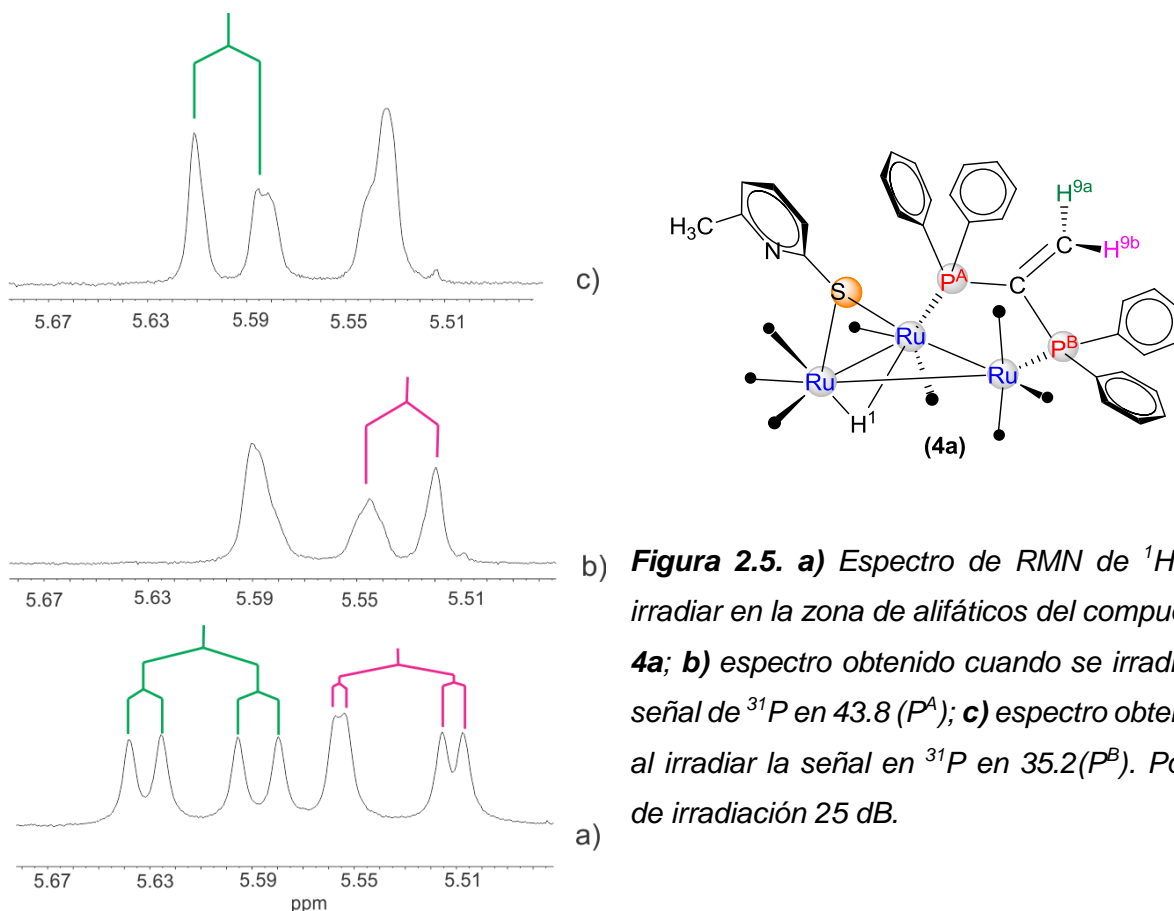 c)
5.67 5.63 5.59 5.55 5.51
b)
5.67 5.63 5.59 5.55 5.51
a)
5.67 5.63 5.59 5.55 5.51
ppm
H₃C
N
S
Pᴬ
C
H⁹ᵃ
H⁹ᵇ
C
Pᴮ
Ru
Ru
Ru
H¹
(4a)
Figura 2.5. a) Espectro de RMN de ¹H
irradiar en la zona de alifáticos del
4a; b) espectro obtenido cuando se
señal de ³¹P en 43.8 (Pᴬ); c) espectro
al irradiar la señal en ³¹P en 35.2(Pᴮ).
de irradiación 25 dB.